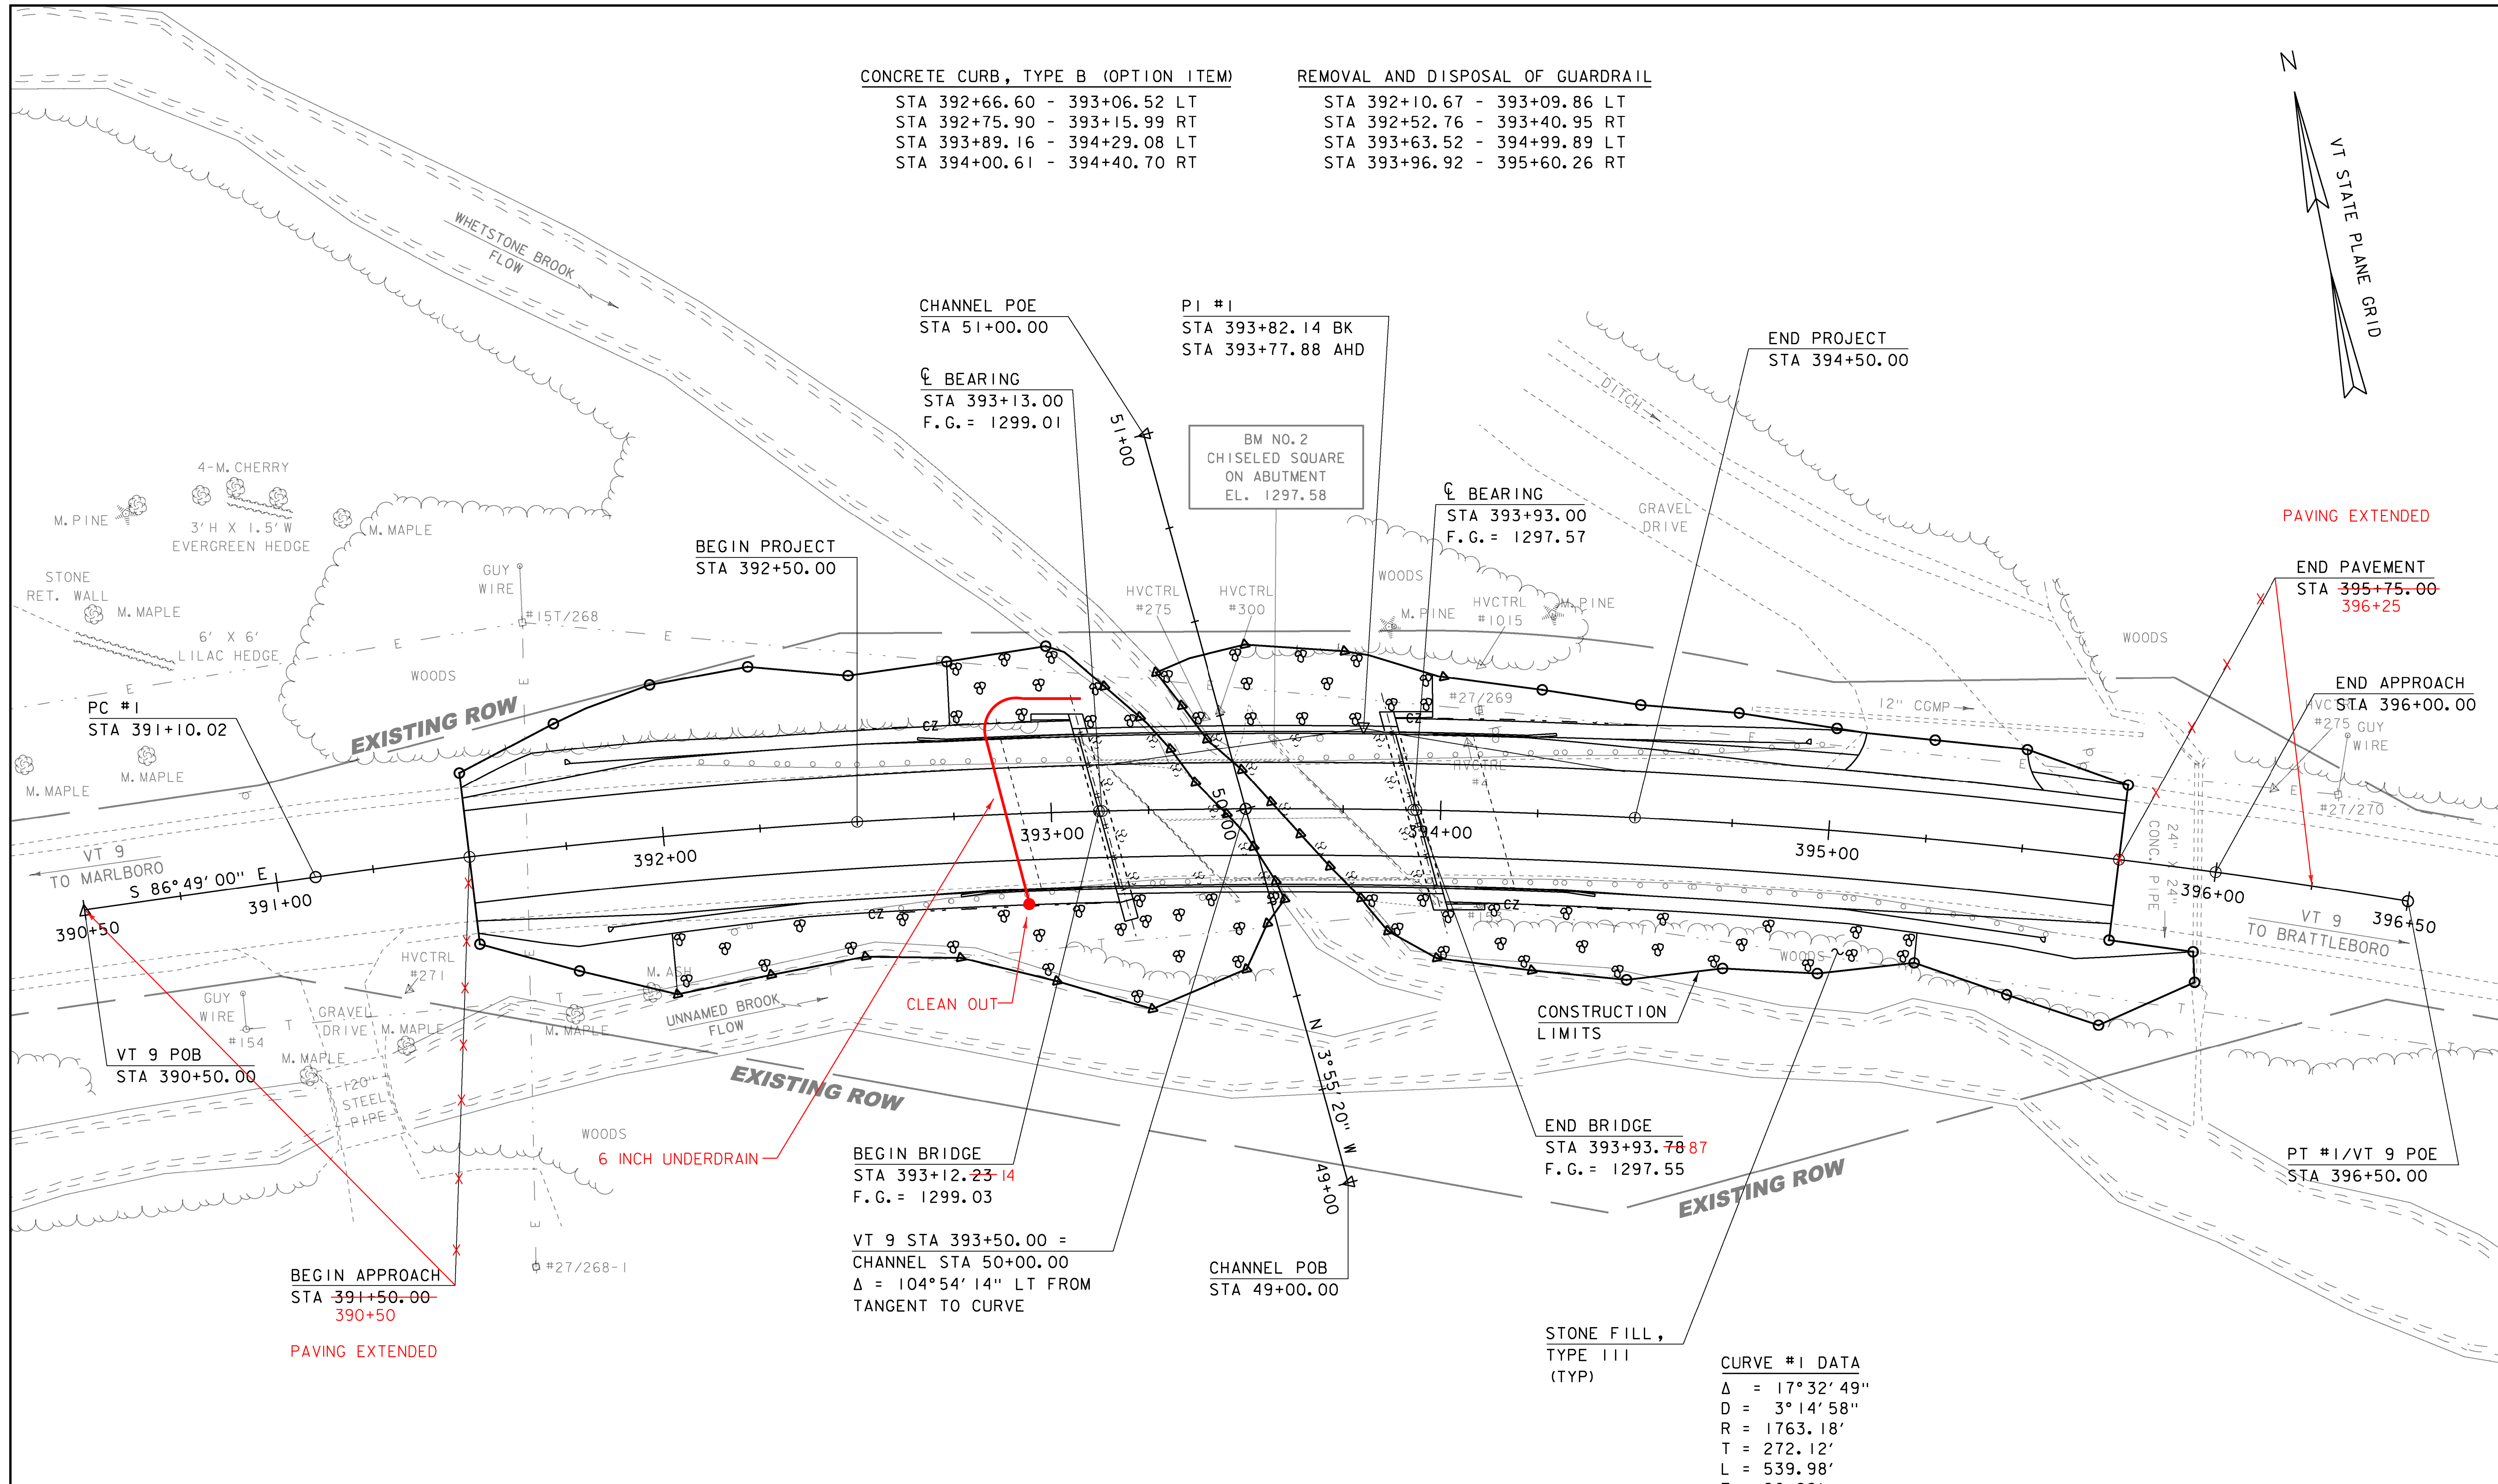 CONCRETE CURB, TYPE B (OPTION ITEM)
STA 392+66.60 - 393+06.52 LT
STA 392+75.90 - 393+15.99 RT
STA 393+89.16 - 394+29.08 LT
STA 394+00.61 - 394+40.70 RT
REMOVAL AND DISPOSAL OF GUARDRAIL
STA 392+10.67 - 393+09.86 LT
STA 392+52.76 - 393+40.95 RT
STA 393+63.52 - 394+99.89 LT
STA 393+96.92 - 395+60.26 RT
N
VT STATE PLANE GRID
WHETSTONE BROOK
FLOW
CHANNEL POE
STA 51+00.00
PI #1
STA 393+82.14 BK
STA 393+77.88 AHD
END PROJECT
STA 394+50.00
℄ BEARING
STA 393+13.00
F.G.= 1299.01
51+00
BM NO.2
CHISELED SQUARE
ON ABUTMENT
EL. 1297.58
DITCH
4-M.CHERRY
M.PINE
3'H X 1.5'W
EVERGREEN HEDGE
M.MAPLE
℄ BEARING
STA 393+93.00
F.G.= 1297.57
GRAVEL
DRIVE
PAVING EXTENDED
BEGIN PROJECT
STA 392+50.00
END PAVEMENT
STA 395+75.00
396+25
STONE
RET. WALL
M.MAPLE
GUY
WIRE
#15T/268
HVCTRL
#275
HVCTRL
#300
WOODS
M.PINE
HVCTRL
#1015
M.PINE
WOODS
6' X 6'
LILAC HEDGE
E
E
E
WOODS
E
E
END APPROACH
STA 396+00.00
HVCTRL
#275
GUY
WIRE
PC #1
STA 391+10.02
EXISTING ROW
#27/269
12" CGMP
CZ
CZ
M.MAPLE
M.MAPLE
E
HVCTRL
#4
E
E
E
#27/270
50+00
393+00
394+00
392+00
395+00
24" X 24"
CONC. PIPE
VT 9
TO MARLBORO
S 86°49'00" E
391+00
390+50
396+00
396+50
VT 9
TO BRATTLEBORO
CZ
CZ
HVCTRL
#271
M.ASH
T
T
T
WOODS
CLEAN OUT
GUY
WIRE
#154
T
GRAVEL
DRIVE
M.MAPLE
M.MAPLE
UNNAMED BROOK
FLOW
CONSTRUCTION
LIMITS
T
T
VT 9 POB
STA 390+50.00
M.MAPLE
120"
STEEL
PIPE
EXISTING ROW
N 3°55'20" W
49+00
WOODS
6 INCH UNDERDRAIN
BEGIN BRIDGE
STA 393+12.23 14
F.G.= 1299.03
END BRIDGE
STA 393+93.78 87
F.G.= 1297.55
EXISTING ROW
PT #1/VT 9 POE
STA 396+50.00
E
#27/268-1
VT 9 STA 393+50.00 =
CHANNEL STA 50+00.00
Δ = 104°54'14" LT FROM
TANGENT TO CURVE
CHANNEL POB
STA 49+00.00
BEGIN APPROACH
STA 391+50.00
390+50
PAVING EXTENDED
STONE FILL,
TYPE III
(TYP)
CURVE #1 DATA
Δ = 17°32'49"
D = 3°14'58"
R = 1763.18'
T = 272.12'
L = 539.98'